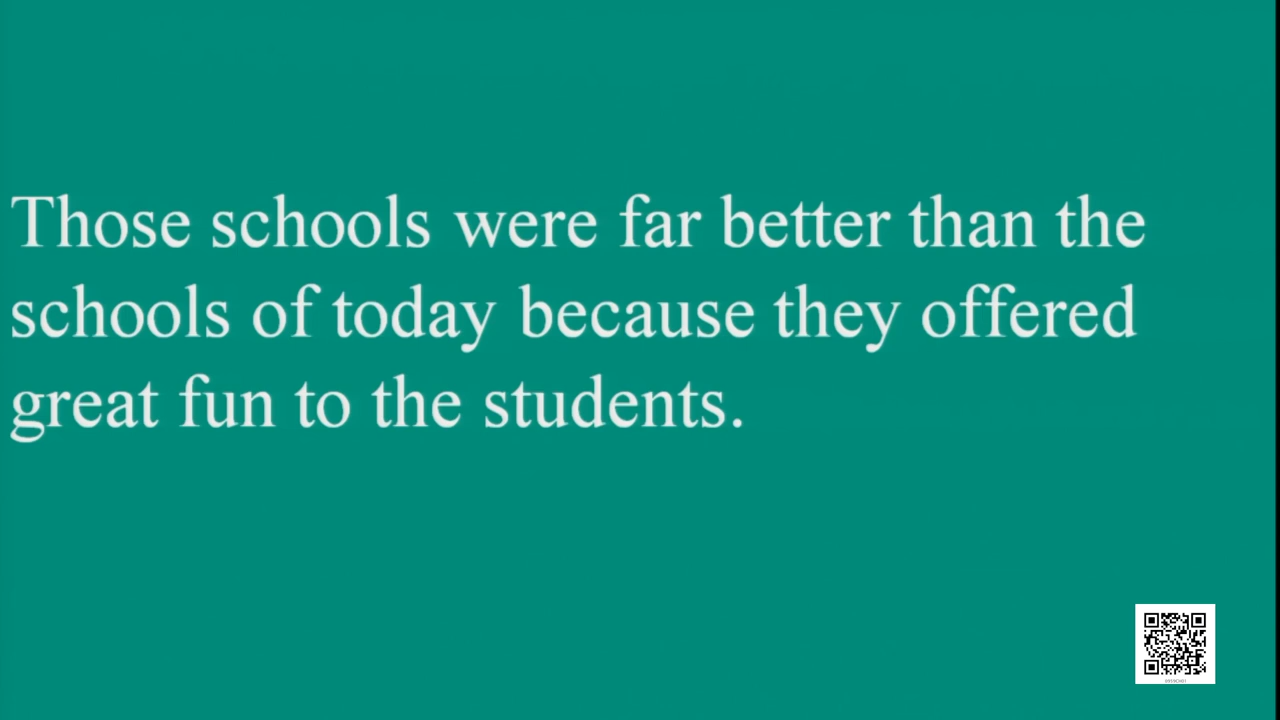 Those schools were far better than the
schools of today because they offered
great fun to the students.